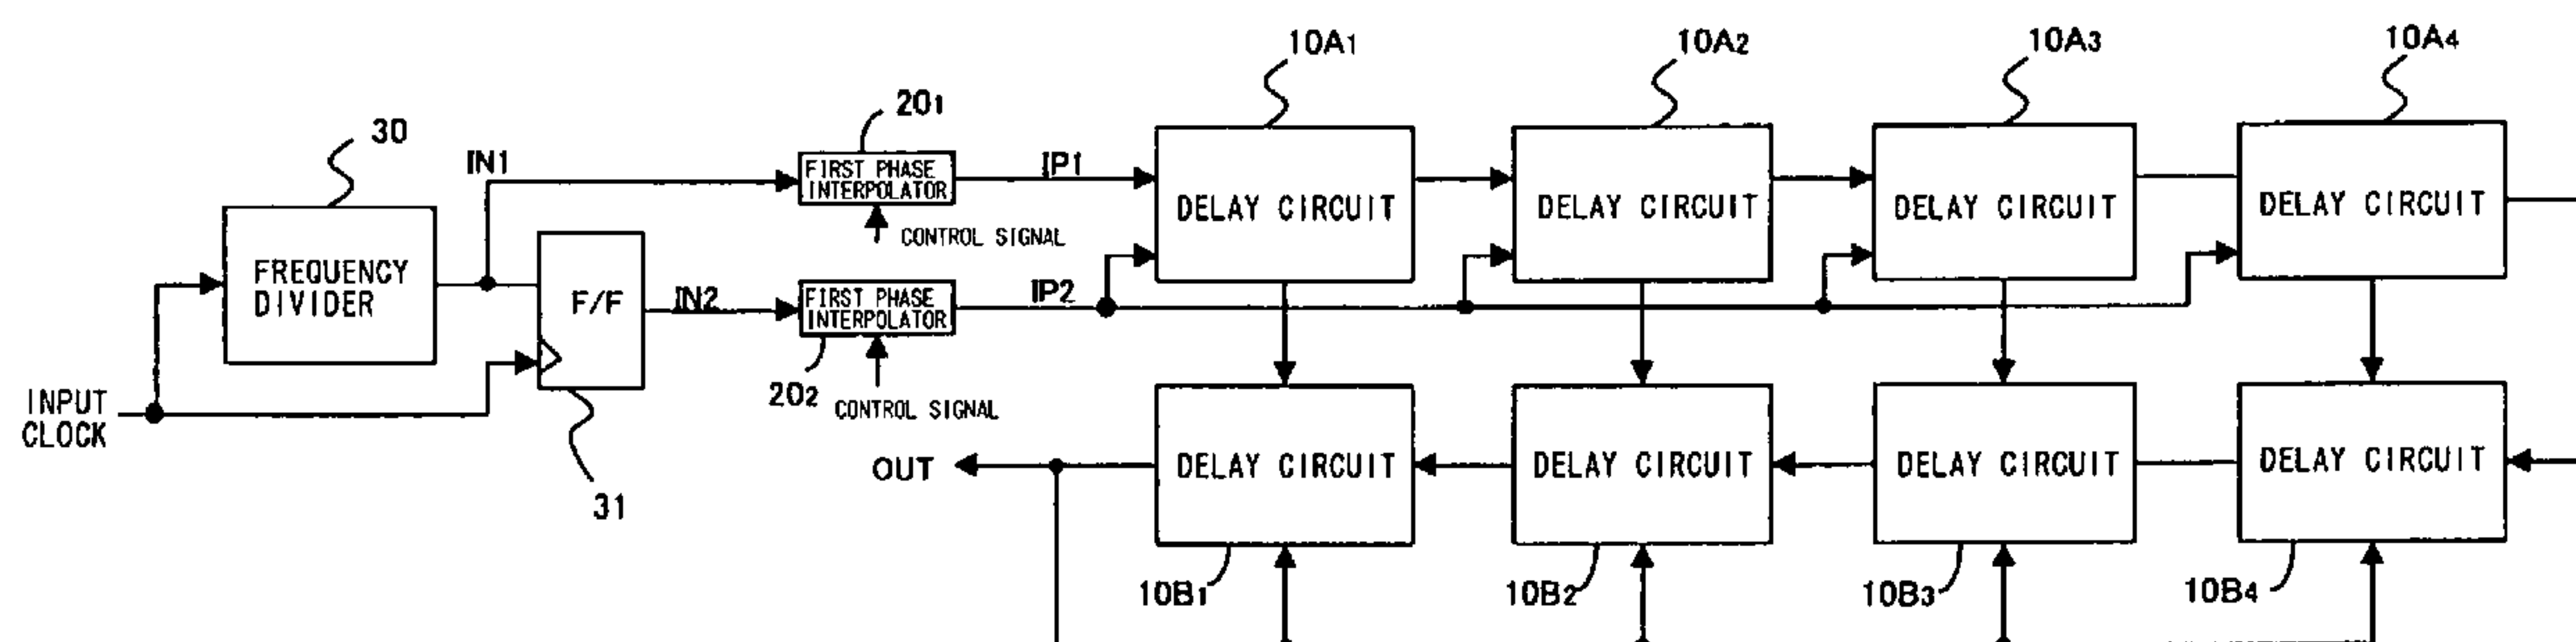 10A1
10A2
10A3
10A4
201
30
IN1
FIRST PHASE
INTERPOLATOR
IP1
DELAY CIRCUIT
DELAY CIRCUIT
DELAY CIRCUIT
DELAY CIRCUIT
CONTROL SIGNAL
FREQUENCY
DIVIDER
F/F
IN2
FIRST PHASE
INTERPOLATOR
IP2
202
CONTROL SIGNAL
INPUT
CLOCK
OUT
DELAY CIRCUIT
DELAY CIRCUIT
DELAY CIRCUIT
DELAY CIRCUIT
31
10B1
10B2
10B3
10B4